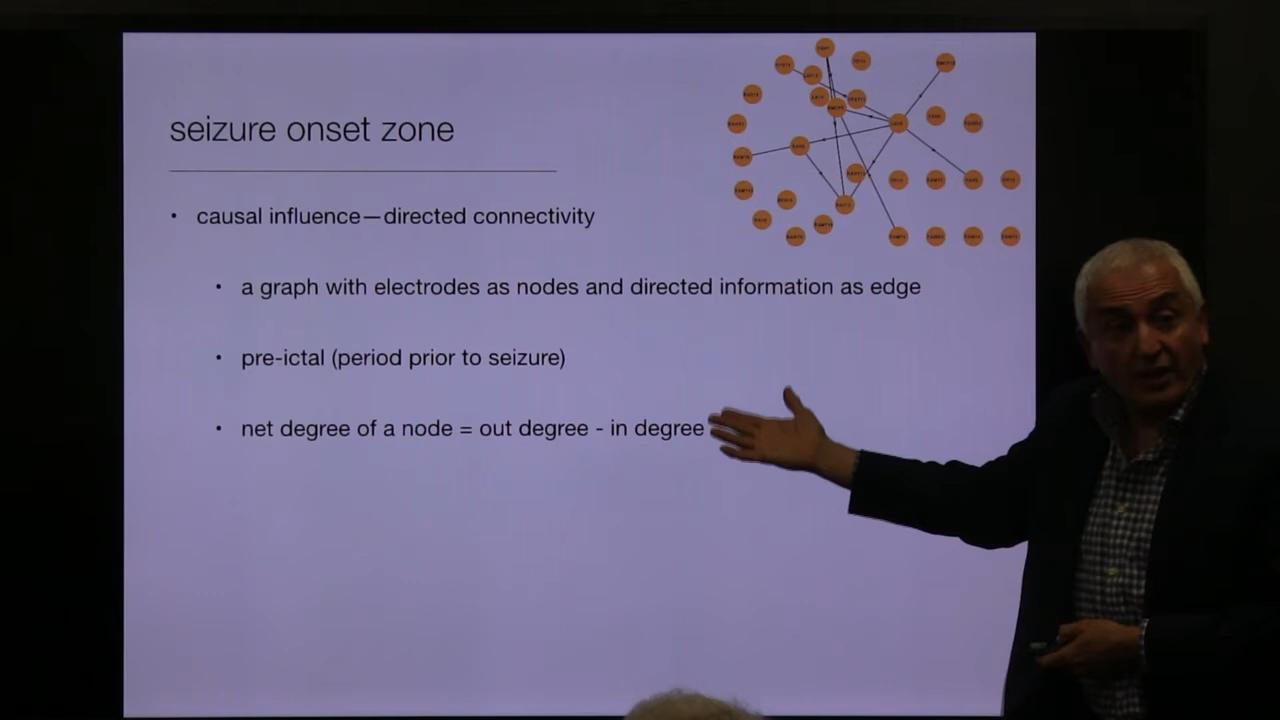 seizure onset zone
• causal influence—directed connectivity
• a graph with electrodes as nodes and directed information as edge
• pre-ictal (period prior to seizure)
• net degree of a node = out degree - in degree